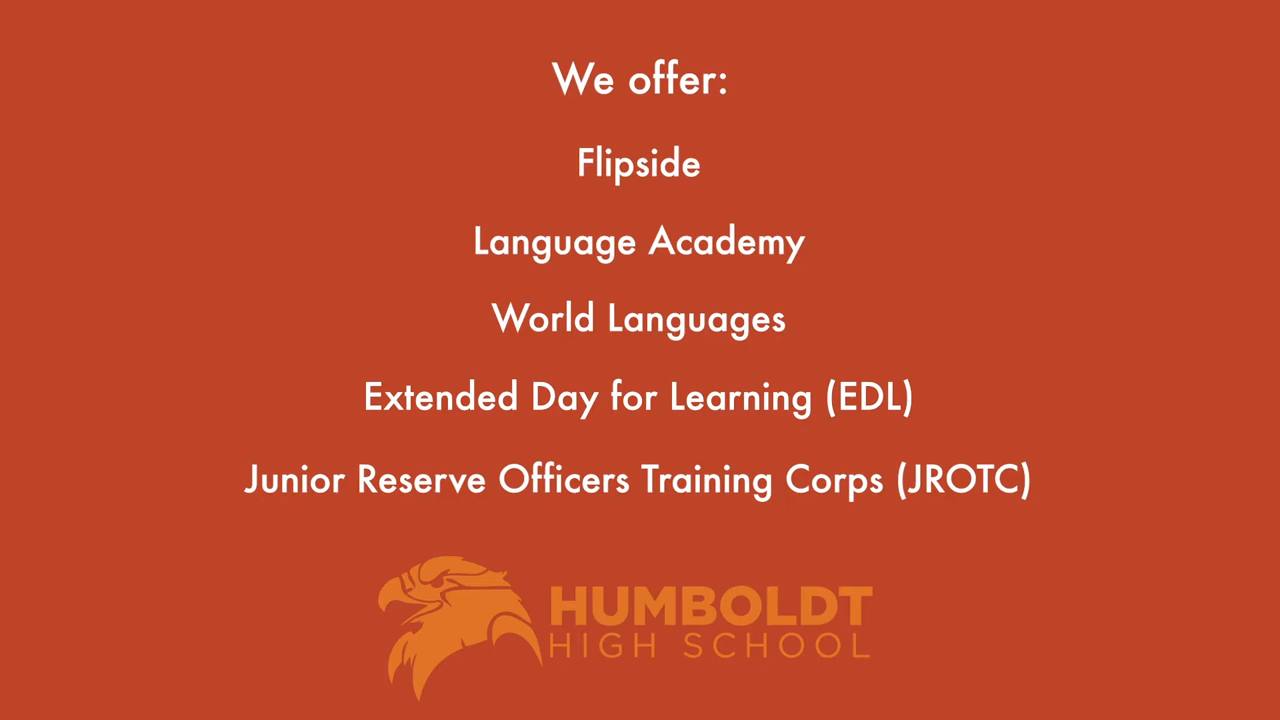 We offer:
Flipside
Language Academy
World Languages
Extended Day for Learning (EDL)
Junior Reserve Officers Training Corps (JROTC)
HUMBOLDT
HIGH SCHOOL